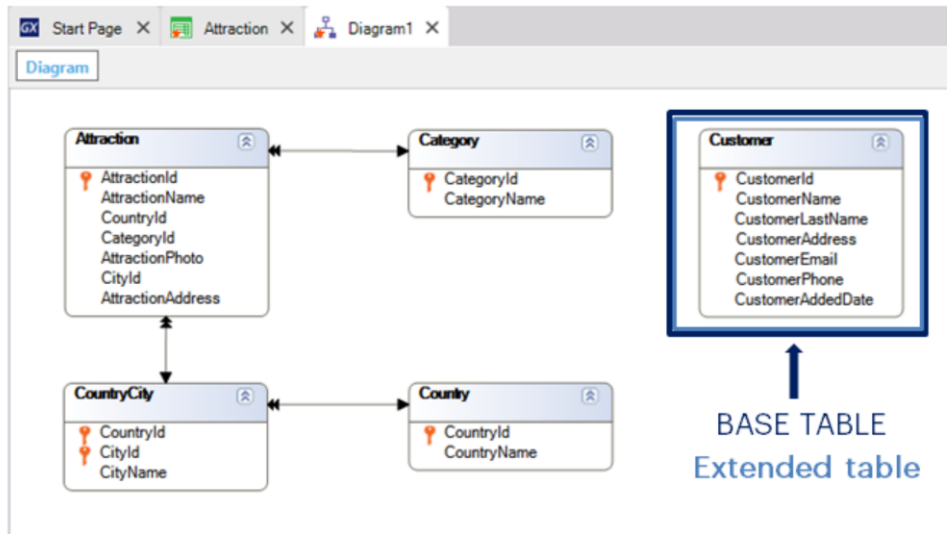 GX Start Page Attraction Diagram1
Diagram
Attraction
AttractionId
AttractionName
CountryId
CategoryId
AttractionPhoto
CityId
AttractionAddress
Category
CategoryId
CategoryName
Customer
CustomerId
CustomerName
CustomerLastName
CustomerAddress
CustomerEmail
CustomerPhone
CustomerAddedDate
CountryCity
CountryId
CityId
CityName
Country
CountryId
CountryName
BASE TABLE
Extended table